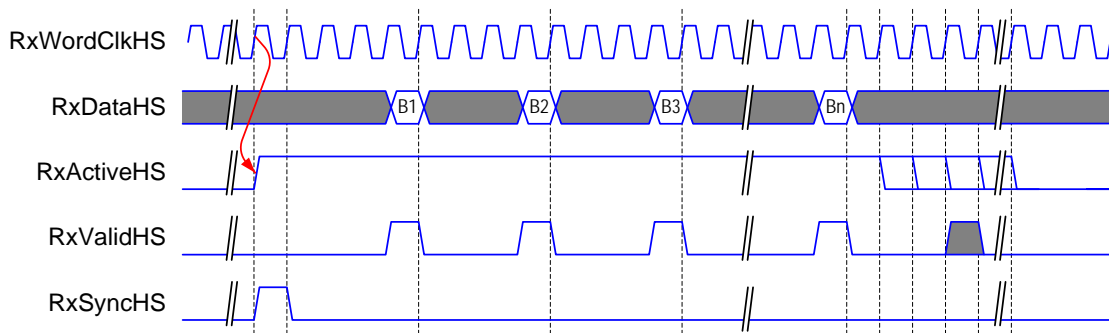 RxWordClkHS
RxDataHS B1 B2 B3 Bn
RxActiveHS
RxValidHS
RxSyncHS